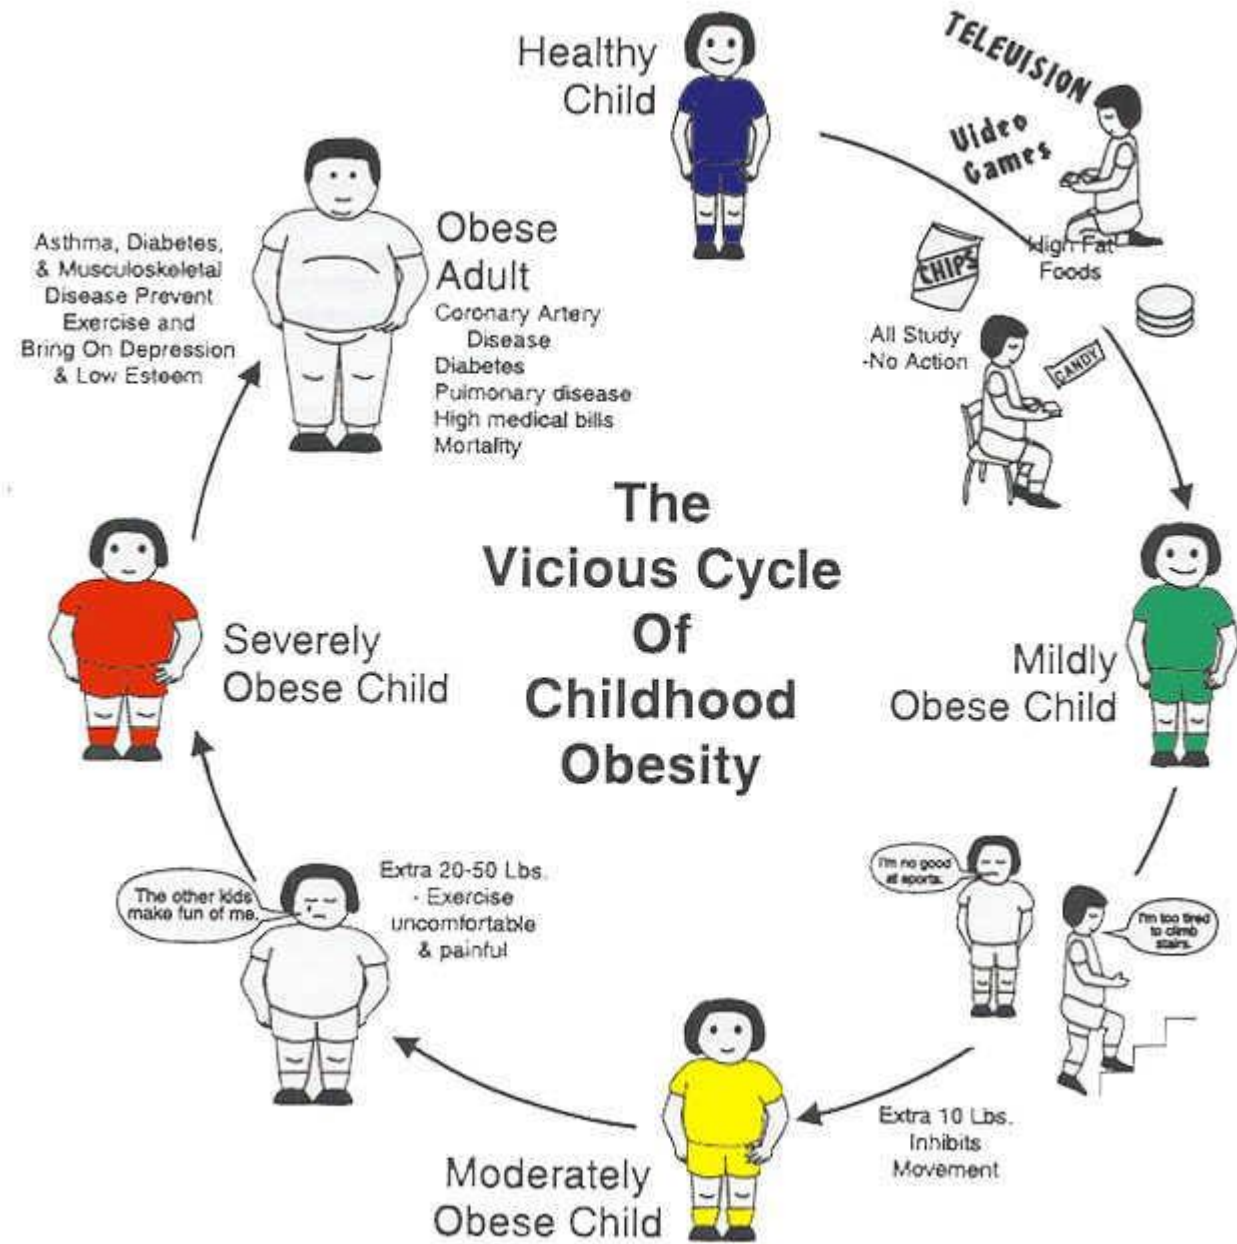 Healthy
Child
TELEVISION
Video
Games
High Fat
Foods
CHIPS
All Study
-No Action
CANDY
Mildly
Obese Child
I'm no good
at sports.
I'm too tired
to climb
stairs.
Extra 10 Lbs.
Inhibits
Movement
Moderately
Obese Child
Extra 20-50 Lbs.
- Exercise
uncomfortable
& painful
The other kids
make fun of me.
Severely
Obese Child
Asthma, Diabetes,
& Musculoskeletal
Disease Prevent
Exercise and
Bring On Depression
& Low Esteem
Obese
Adult
Coronary Artery
Disease
Diabetes
Pulmonary disease
High medical bills
Mortality
The
Vicious Cycle
Of
Childhood
Obesity